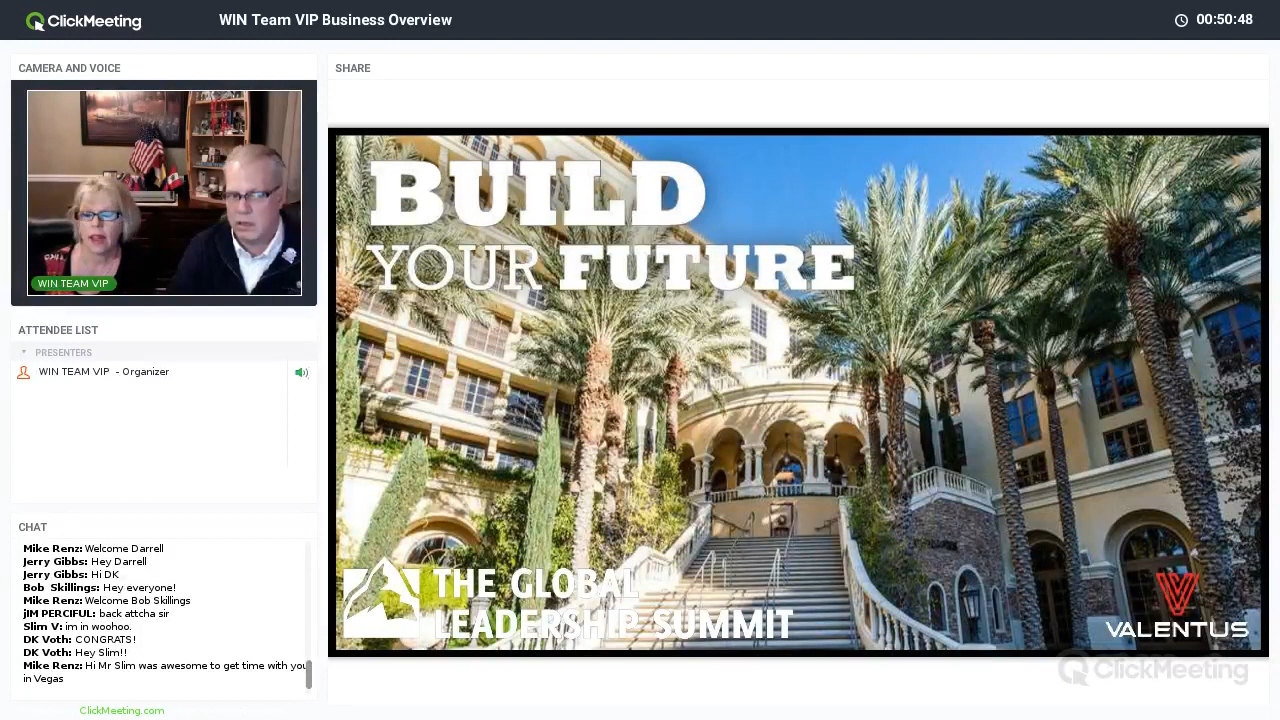 ClickMeeting
WIN Team VIP Business Overview
00:50:48
CAMERA AND VOICE
WIN TEAM VIP
ATTENDEE LIST
PRESENTERS
WIN TEAM VIP - Organizer
CHAT
Mike Renz: Welcome Darrell
Jerry Gibbs: Hey Darrell
Jerry Gibbs: Hi DK
Bob Skillings: Hey everyone!
Mike Renz: Welcome Bob Skillings
jIM PERCIFUL: back attcha sir
Slim V: im in woohoo.
DK Voth: CONGRATS!
DK Voth: Hey Slim!!
Mike Renz: Hi Mr Slim was awesome to get time with you
in Vegas
ClickMeeting.com
SHARE
BUILD
YOUR FUTURE
THE GLOBAL
LEADERSHIP SUMMIT
VALENTUS
ClickMeeting